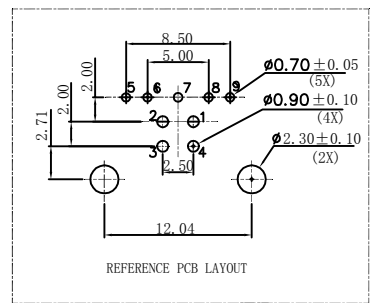 8.50
5.00
5 6 7 8 9
Ø0.70±0.05
(5X)
2.00
2.00
2.71
2 1
3 4
Ø0.90±0.10
(4X)
Ø2.30±0.10
(2X)
2.50
12.04
REFERENCE PCB LAYOUT